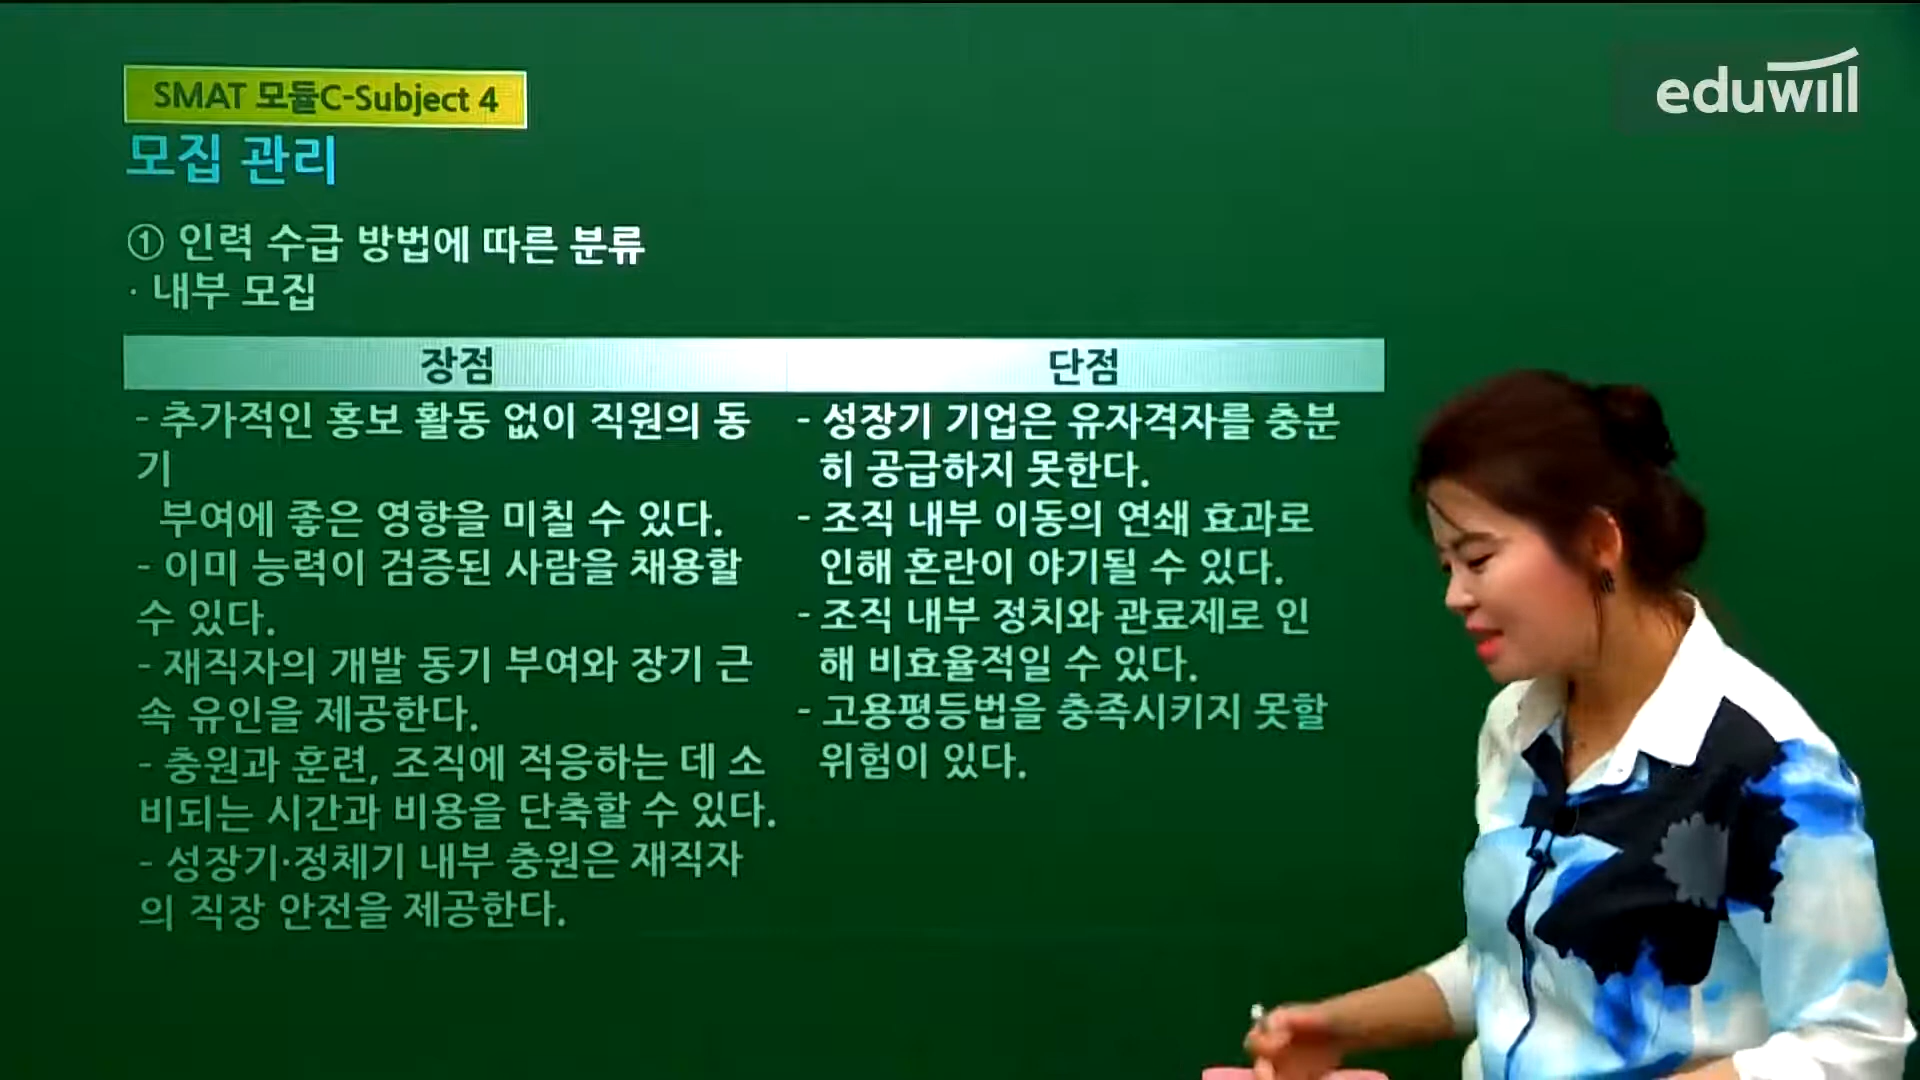 SMAT 모듈C-Subject 4
eduwill
모집 관리
① 인력 수급 방법에 따른 분류
· 내부 모집
장점
- 추가적인 홍보 활동 없이 직원의 동
기
부여에 좋은 영향을 미칠 수 있다.
- 이미 능력이 검증된 사람을 채용할
수 있다.
- 재직자의 개발 동기 부여와 장기 근
속 유인을 제공한다.
- 충원과 훈련, 조직에 적응하는 데 소
비되는 시간과 비용을 단축할 수 있다.
- 성장기·정체기 내부 충원은 재직자
의 직장 안전을 제공한다.
단점
- 성장기 기업은 유자격자를 충분
히 공급하지 못한다.
- 조직 내부 이동의 연쇄 효과로
인해 혼란이 야기될 수 있다.
- 조직 내부 정치와 관료제로 인
해 비효율적일 수 있다.
- 고용평등법을 충족시키지 못할
위험이 있다.